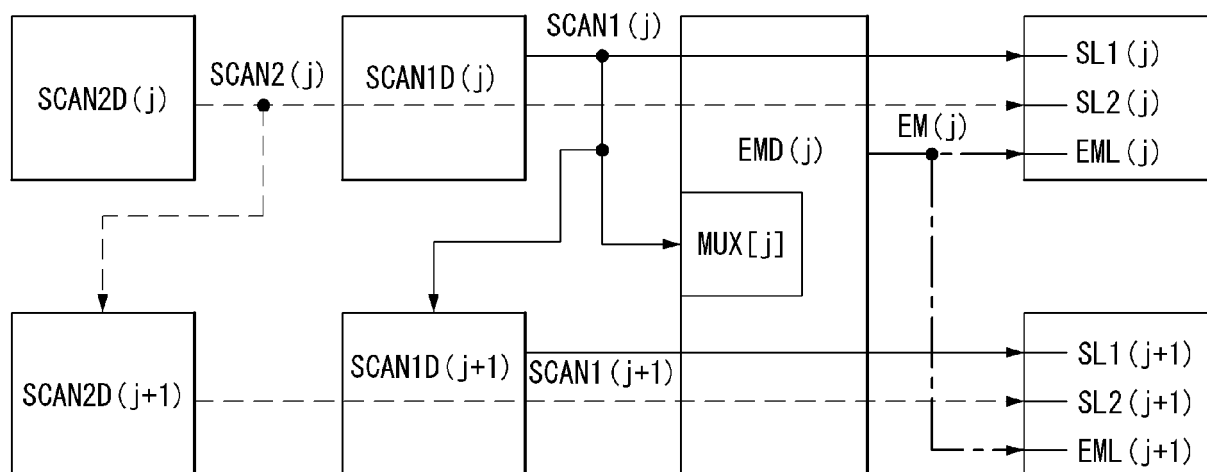 SCAN1(j)
SCAN2(j)
SCAN2D(j)
SCAN1D(j)
EMD(j)
EM(j)
SL1(j)
SL2(j)
EML(j)
MUX[j]
SCAN2D(j+1)
SCAN1D(j+1)
SCAN1(j+1)
SL1(j+1)
SL2(j+1)
EML(j+1)